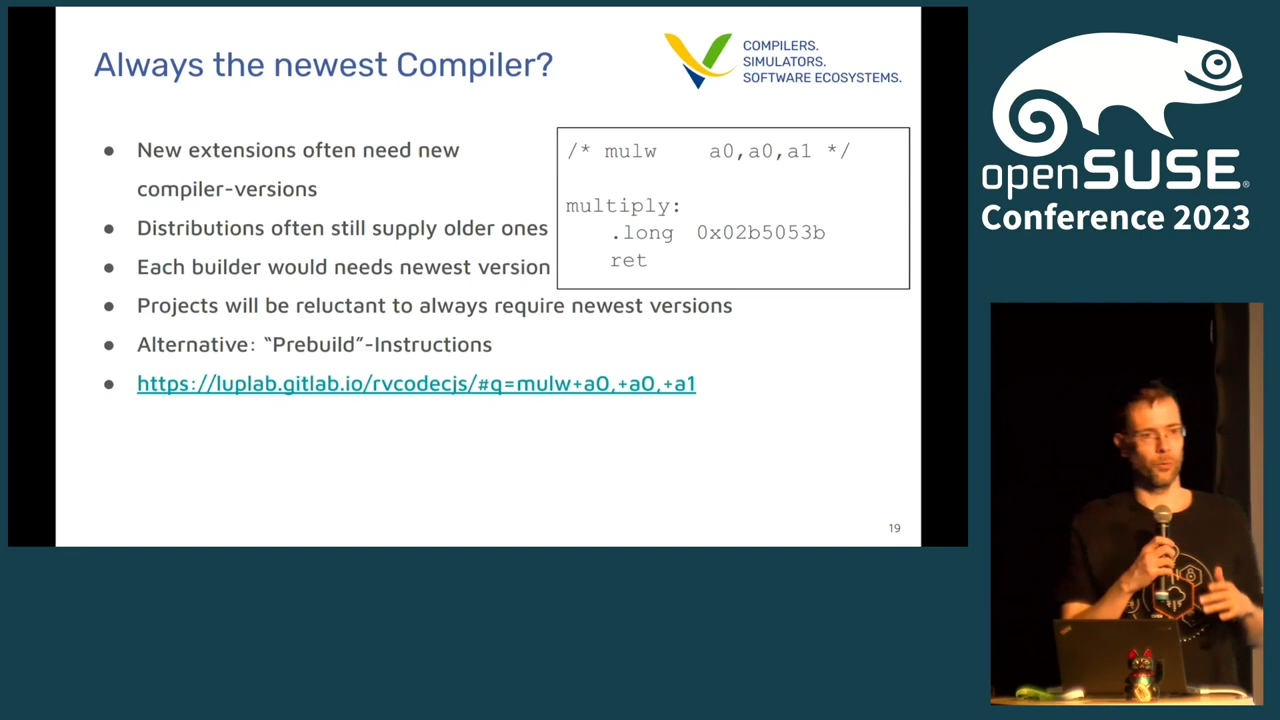 Always the newest Compiler?
COMPILERS.
SIMULATORS.
SOFTWARE ECOSYSTEMS.
● New extensions often need new
compiler-versions
● Distributions often still supply older ones
● Each builder would needs newest version
● Projects will be reluctant to always require newest versions
● Alternative: “Prebuild”-Instructions
● https://luplab.gitlab.io/rvcodecjs/#q=mulw+a0,+a0,+a1
/* mulw a0,a0,a1 */
multiply:
.long 0x02b5053b
ret
19
openSUSE®
Conference 2023